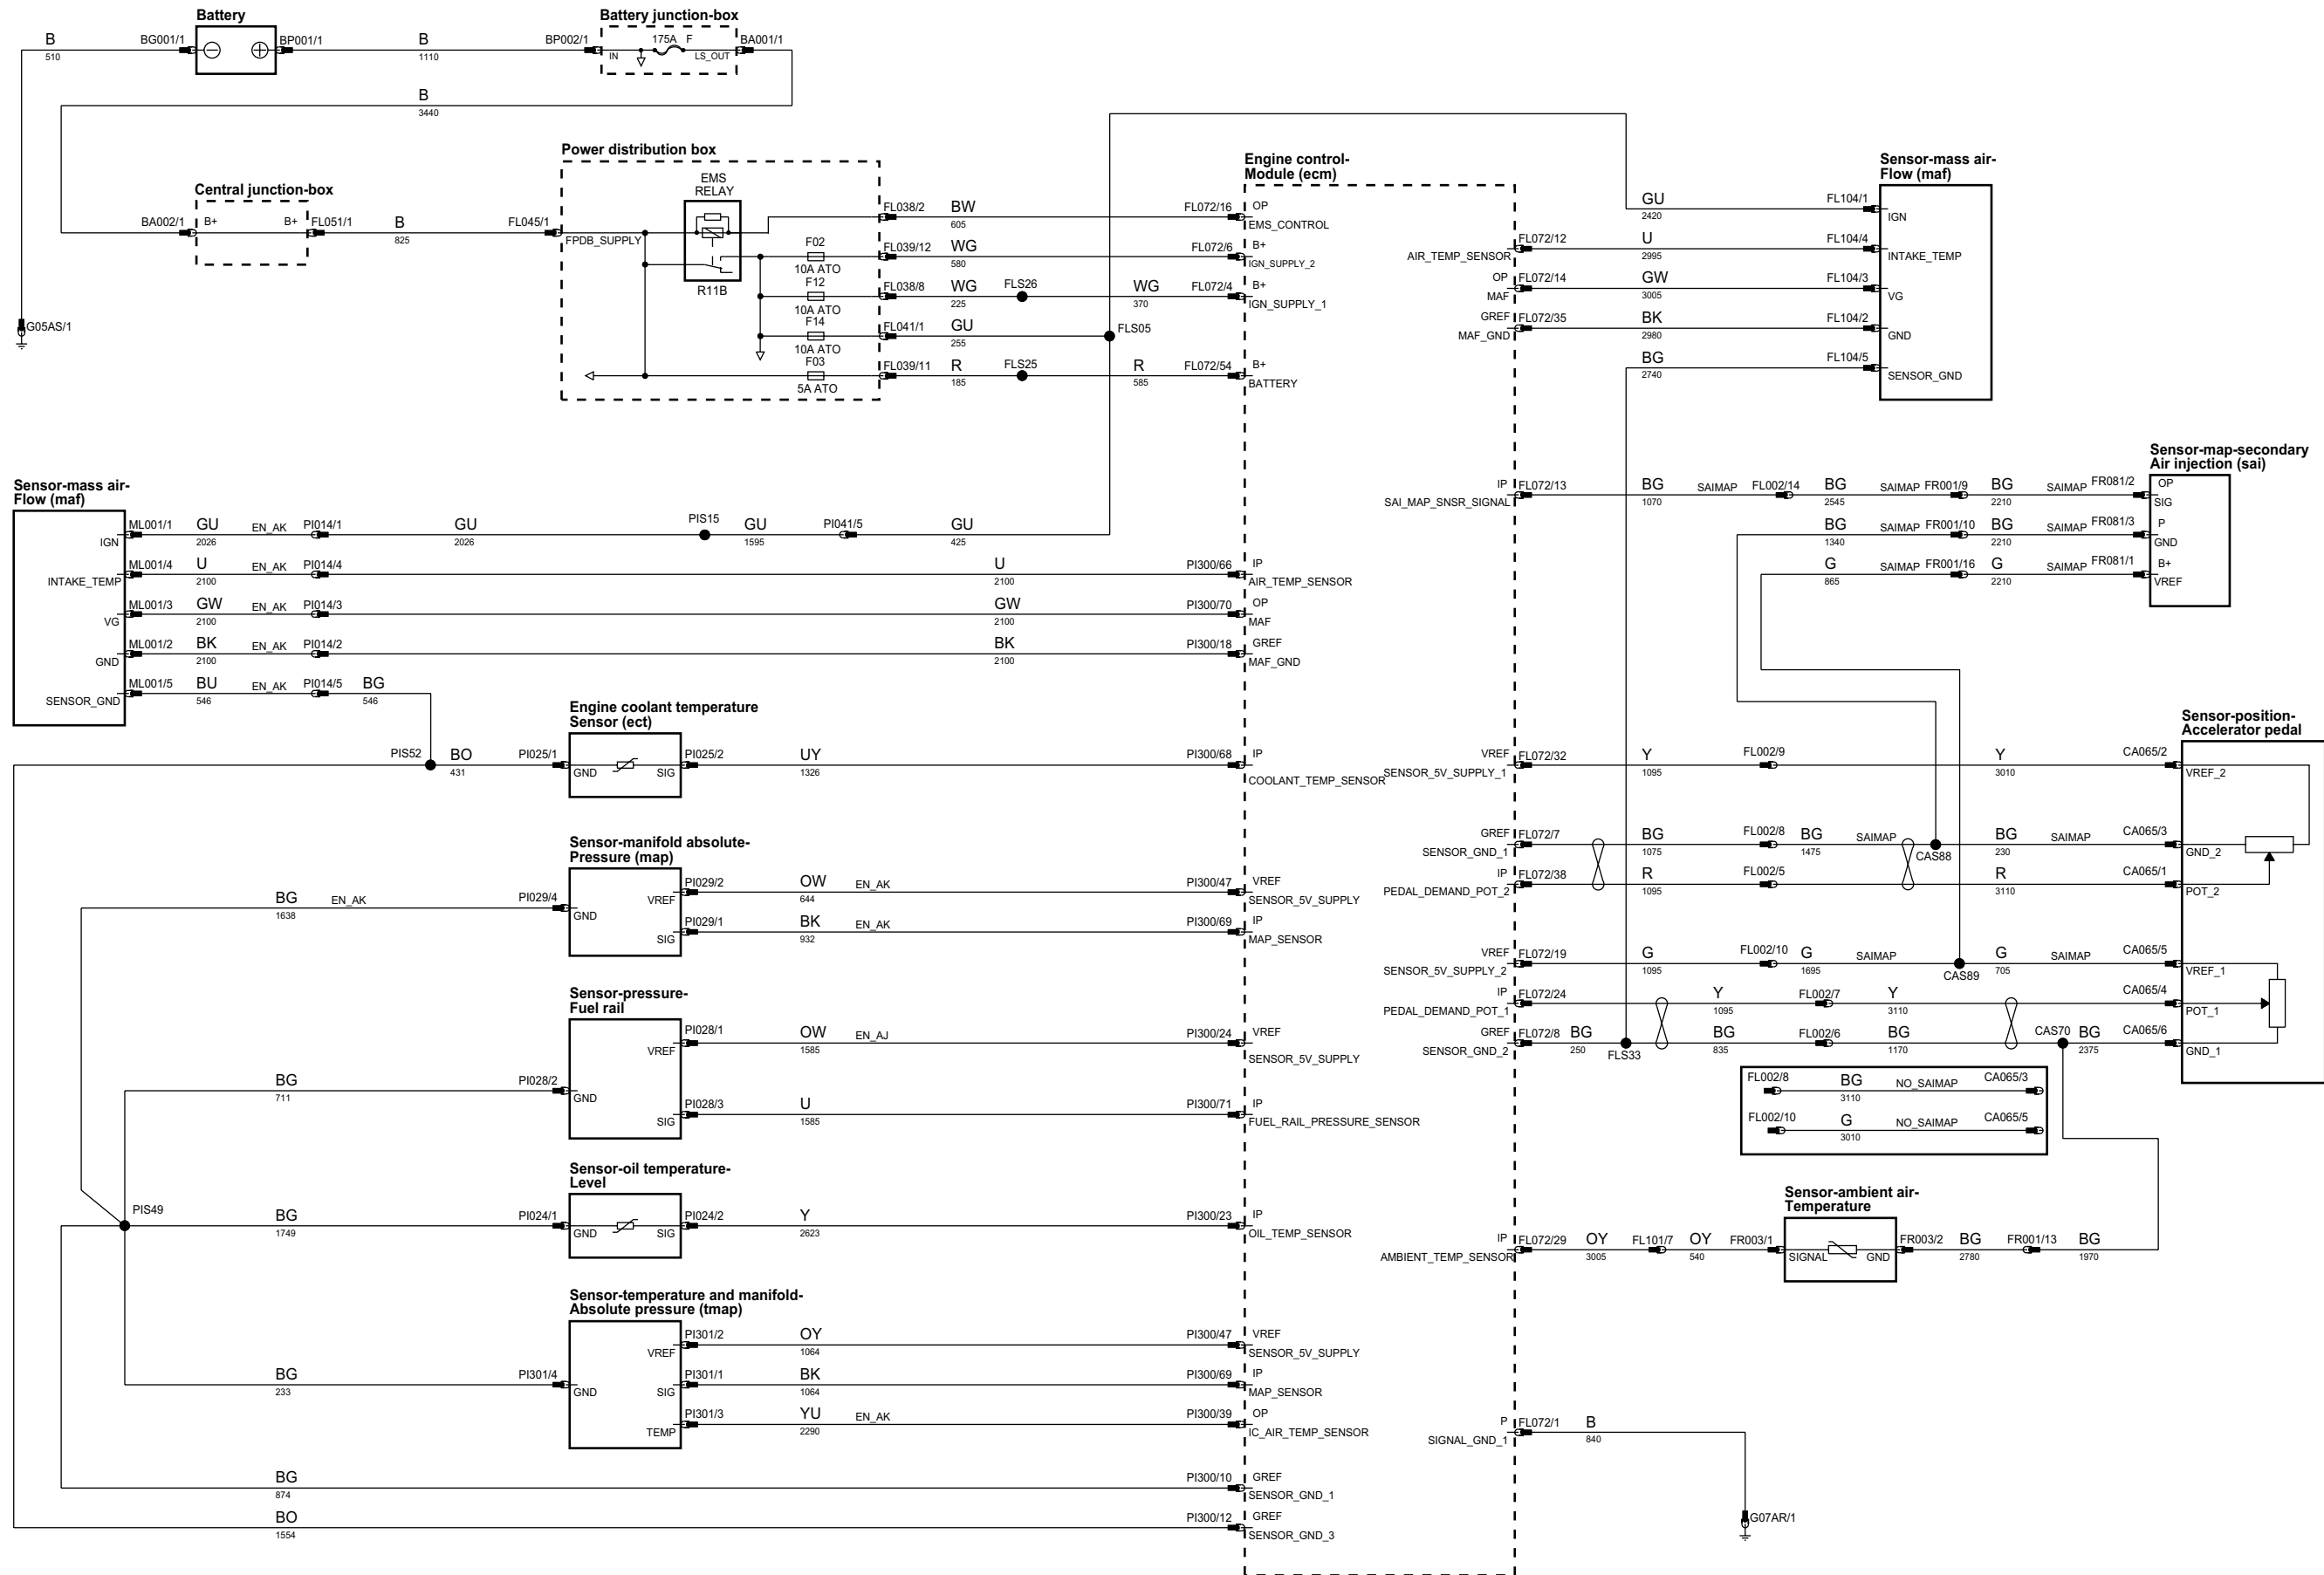 Battery
Battery junction-box
B
510
BG001/1
BP001/1
B
1110
BP002/1
175A F
IN
LS_OUT
BA001/1
B
3440
Power distribution box
Central junction-box
BA002/1
B+
B+
FL051/1
B
825
FL045/1
FPDB_SUPPLY
EMS
RELAY
R11B
F02
10A ATO
F12
10A ATO
F14
10A ATO
F03
5A ATO
G05AS/1
FL038/2
BW
605
FL072/16
FL039/12
WG
580
FL072/6
FL038/8
WG
225
FLS26
WG
370
FL072/4
FL041/1
GU
255
FLS05
FL039/11
R
185
FLS25
R
585
FL072/54
Engine control-
Module (ecm)
OP
EMS_CONTROL
B+
IGN_SUPPLY_2
B+
IGN_SUPPLY_1
B+
BATTERY
AIR_TEMP_SENSOR
FL072/12
U
2995
FL104/4
OP
MAF
FL072/14
GW
3005
FL104/3
GREF
MAF_GND
FL072/35
BK
2980
FL104/2
GU
2420
FL104/1
BG
2740
FL104/5
Sensor-mass air-
Flow (maf)
IGN
INTAKE_TEMP
VG
GND
SENSOR_GND
Sensor-map-secondary
Air injection (sai)
IP
SAI_MAP_SNSR_SIGNAL
FL072/13
BG
1070
SAIMAP
FL002/14
BG
2545
SAIMAP
FR001/9
BG
2210
SAIMAP
FR081/2
OP
SIG
BG
1340
SAIMAP
FR001/10
BG
2210
SAIMAP
FR081/3
P
GND
G
865
SAIMAP
FR001/16
G
2210
SAIMAP
FR081/1
B+
VREF
Sensor-mass air-
Flow (maf)
IGN
ML001/1
GU
2026
EN_AK
PI014/1
GU
2026
PIS15
GU
1595
PI041/5
GU
425
INTAKE_TEMP
ML001/4
U
2100
EN_AK
PI014/4
U
2100
PI300/66
IP
AIR_TEMP_SENSOR
VG
ML001/3
GW
2100
EN_AK
PI014/3
GW
2100
PI300/70
OP
MAF
GND
ML001/2
BK
2100
EN_AK
PI014/2
BK
2100
PI300/18
GREF
MAF_GND
SENSOR_GND
ML001/5
BU
546
EN_AK
PI014/5
BG
546
Engine coolant temperature
Sensor (ect)
PIS52
BO
431
PI025/1
GND
SIG
PI025/2
UY
1326
PI300/68
IP
COOLANT_TEMP_SENSOR
Sensor-manifold absolute-
Pressure (map)
BG
1638
EN_AK
PI029/4
GND
VREF
PI029/2
OW
644
EN_AK
PI300/47
VREF
SENSOR_5V_SUPPLY
SIG
PI029/1
BK
932
EN_AK
PI300/69
IP
MAP_SENSOR
Sensor-pressure-
Fuel rail
VREF
PI028/1
OW
1585
EN_AJ
PI300/24
VREF
SENSOR_5V_SUPPLY
BG
711
PI028/2
GND
SIG
PI028/3
U
1585
PI300/71
IP
FUEL_RAIL_PRESSURE_SENSOR
Sensor-oil temperature-
Level
PIS49
BG
1749
PI024/1
GND
SIG
PI024/2
Y
2623
PI300/23
IP
OIL_TEMP_SENSOR
Sensor-temperature and manifold-
Absolute pressure (tmap)
VREF
PI301/2
OY
1064
PI300/47
VREF
SENSOR_5V_SUPPLY
BG
233
PI301/4
GND
SIG
PI301/1
BK
1064
PI300/69
IP
MAP_SENSOR
TEMP
PI301/3
YU
2290
EN_AK
PI300/39
OP
IC_AIR_TEMP_SENSOR
BG
874
PI300/10
GREF
SENSOR_GND_1
BO
1554
PI300/12
GREF
SENSOR_GND_3
Sensor-position-
Accelerator pedal
VREF
SENSOR_5V_SUPPLY_1
FL072/32
Y
1095
FL002/9
Y
3010
CA065/2
VREF_2
GREF
SENSOR_GND_1
FL072/7
BG
1075
FL002/8
BG
1475
SAIMAP
CAS88
BG
230
SAIMAP
CA065/3
GND_2
IP
PEDAL_DEMAND_POT_2
FL072/38
R
1095
FL002/5
R
3110
CA065/1
POT_2
VREF
SENSOR_5V_SUPPLY_2
FL072/19
G
1095
FL002/10
G
1695
SAIMAP
CAS89
G
705
SAIMAP
CA065/5
VREF_1
IP
PEDAL_DEMAND_POT_1
FL072/24
Y
1095
FL002/7
Y
3110
CA065/4
POT_1
GREF
SENSOR_GND_2
FL072/8
BG
250
FLS33
BG
835
FL002/6
BG
1170
CAS70
BG
2375
CA065/6
GND_1
FL002/8
BG
3110
NO_SAIMAP
CA065/3
FL002/10
G
3010
NO_SAIMAP
CA065/5
Sensor-ambient air-
Temperature
IP
AMBIENT_TEMP_SENSOR
FL072/29
OY
3005
FL101/7
OY
540
FR003/1
SIGNAL
GND
FR003/2
BG
2780
FR001/13
BG
1970
P
SIGNAL_GND_1
FL072/1
B
840
G07AR/1